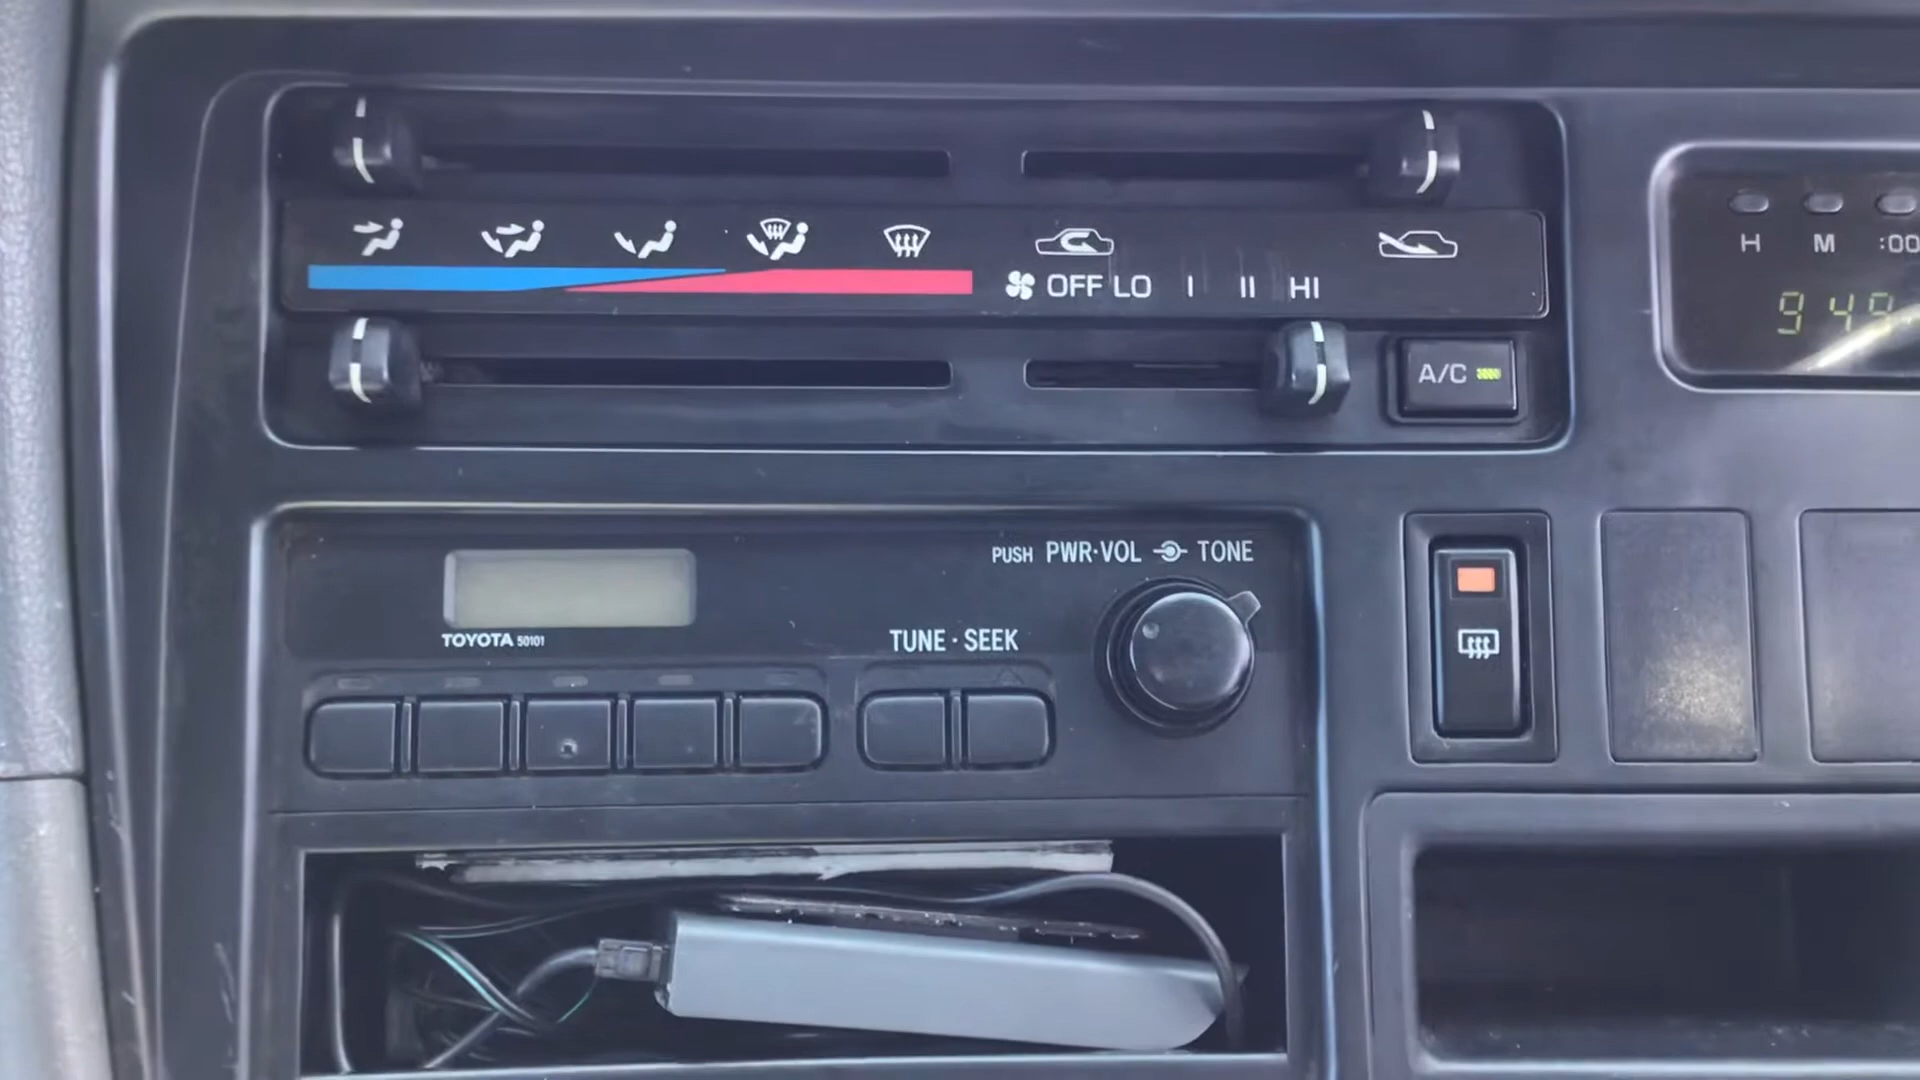 H M :00
OFF LO I II HI
9 49
A/C
PUSH PWR·VOL TONE
TOYOTA 50101
TUNE · SEEK